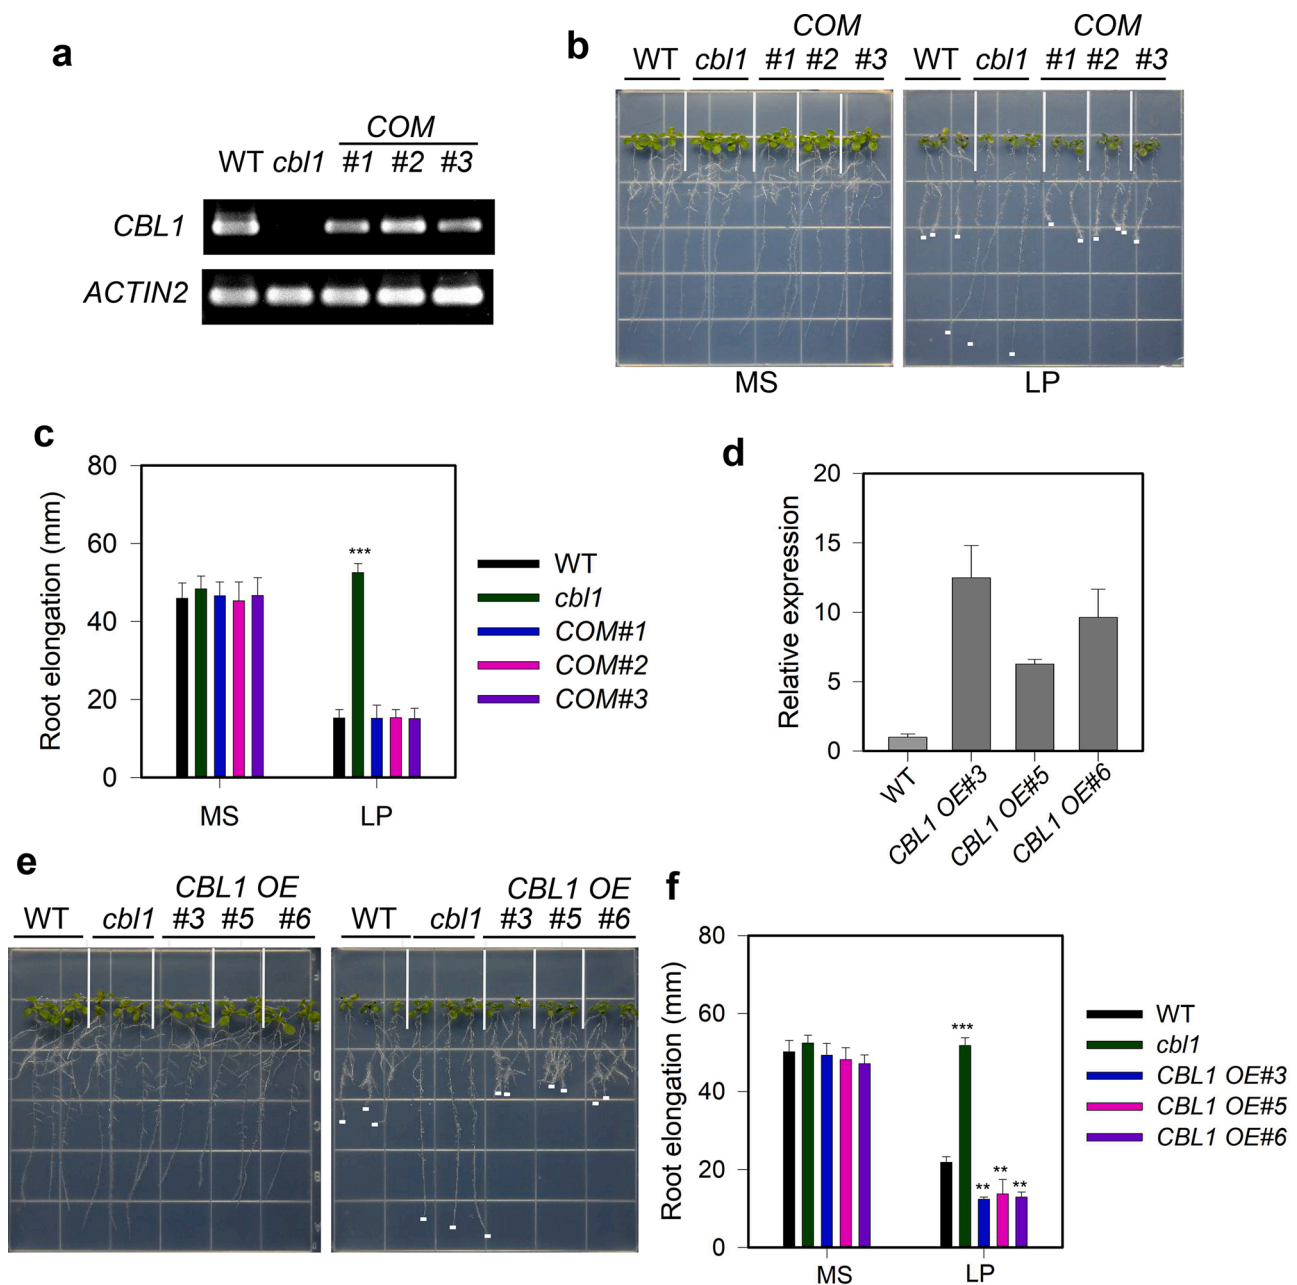 a
COM
WT cbl1 #1 #2 #3
CBL1
ACTIN2
b
COM
WT cbl1 #1 #2 #3
COM
WT cbl1 #1 #2 #3
MS
LP
c
Root elongation (mm)
80
60
40
20
0
***
MS
LP
WT
cbl1
COM#1
COM#2
COM#3
d
Relative expression
20
15
10
5
0
WT
CBL1 OE#3
CBL1 OE#5
CBL1 OE#6
e
CBL1 OE
WT cbl1 #3 #5 #6
CBL1 OE
WT cbl1 #3 #5 #6
f
Root elongation (mm)
80
60
40
20
0
***
**
**
**
MS
LP
WT
cbl1
CBL1 OE#3
CBL1 OE#5
CBL1 OE#6